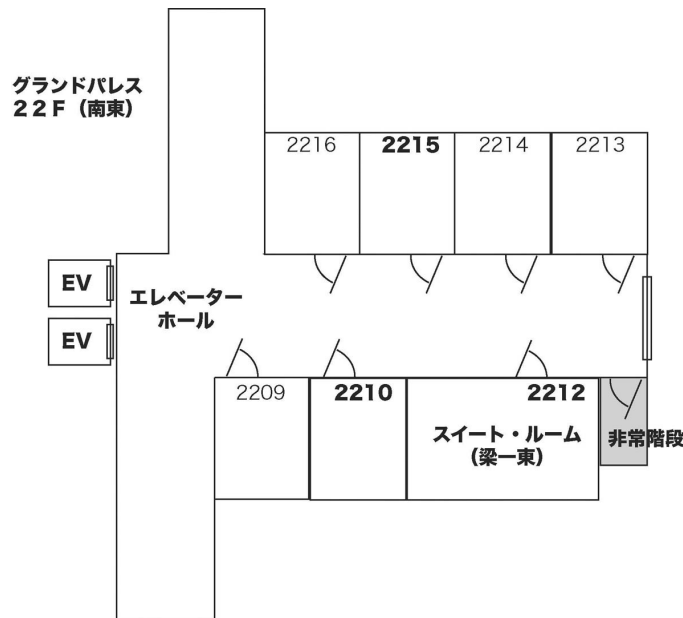 グランドパレス
22F（南東）
2216
2215
2214
2213
EV
エレベーター
ホール
EV
2209
2210
2212
スイート・ルーム
（梁一東）
非常階段